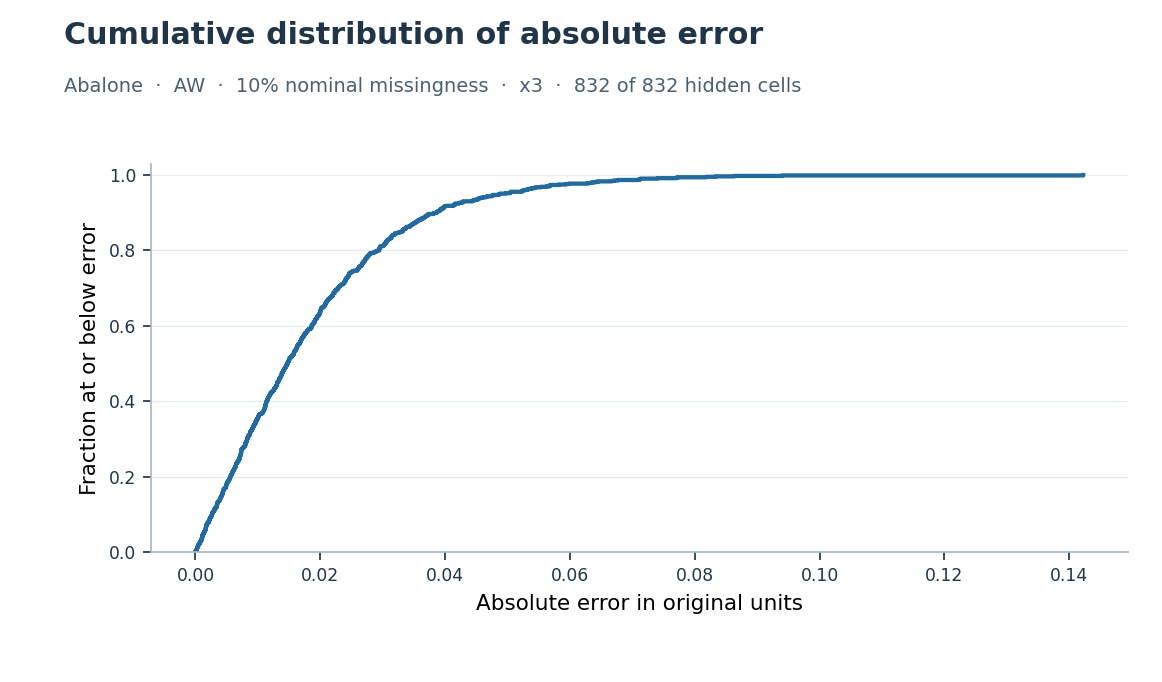 Cumulative distribution of absolute error
Abalone · AW · 10% nominal missingness · x3 · 832 of 832 hidden cells
Fraction at or below error
1.0
0.8
0.6
0.4
0.2
0.0
0.00 0.02 0.04 0.06 0.08 0.10 0.12 0.14
Absolute error in original units